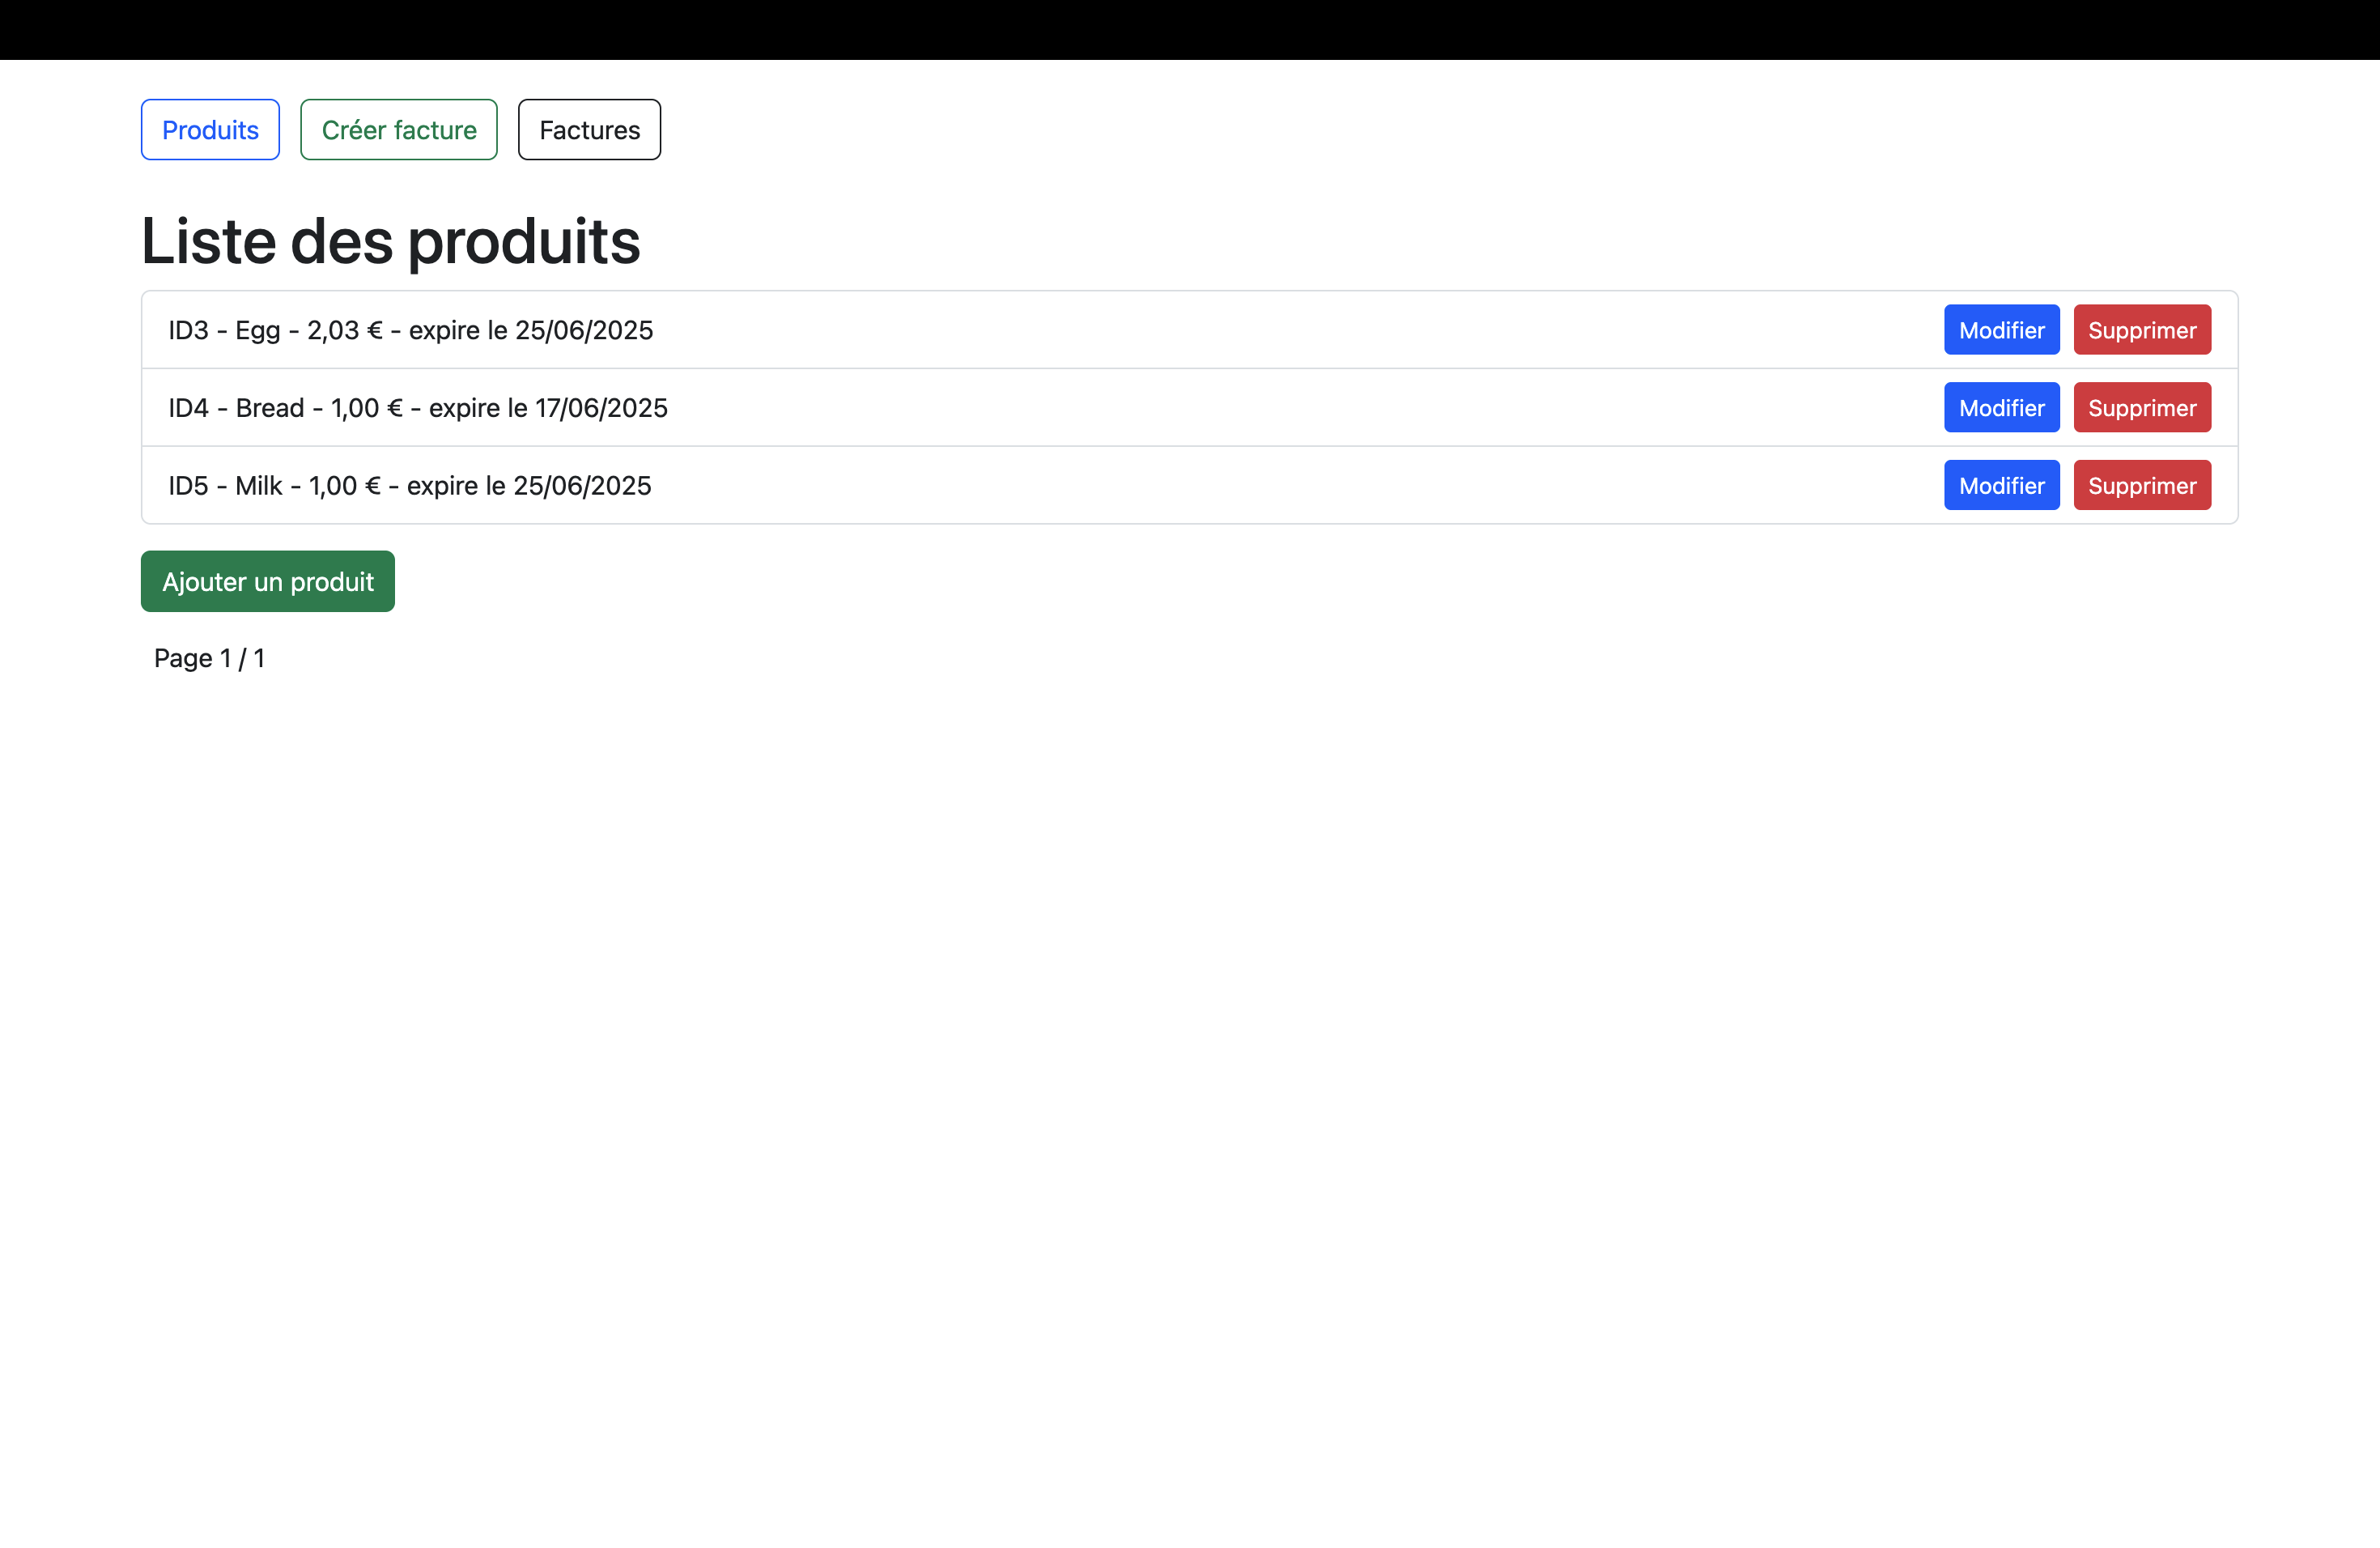 Produits Créer facture Factures
Liste des produits
ID3 - Egg - 2,03 € - expire le 25/06/2025 Modifier Supprimer
ID4 - Bread - 1,00 € - expire le 17/06/2025 Modifier Supprimer
ID5 - Milk - 1,00 € - expire le 25/06/2025 Modifier Supprimer
Ajouter un produit
Page 1 / 1